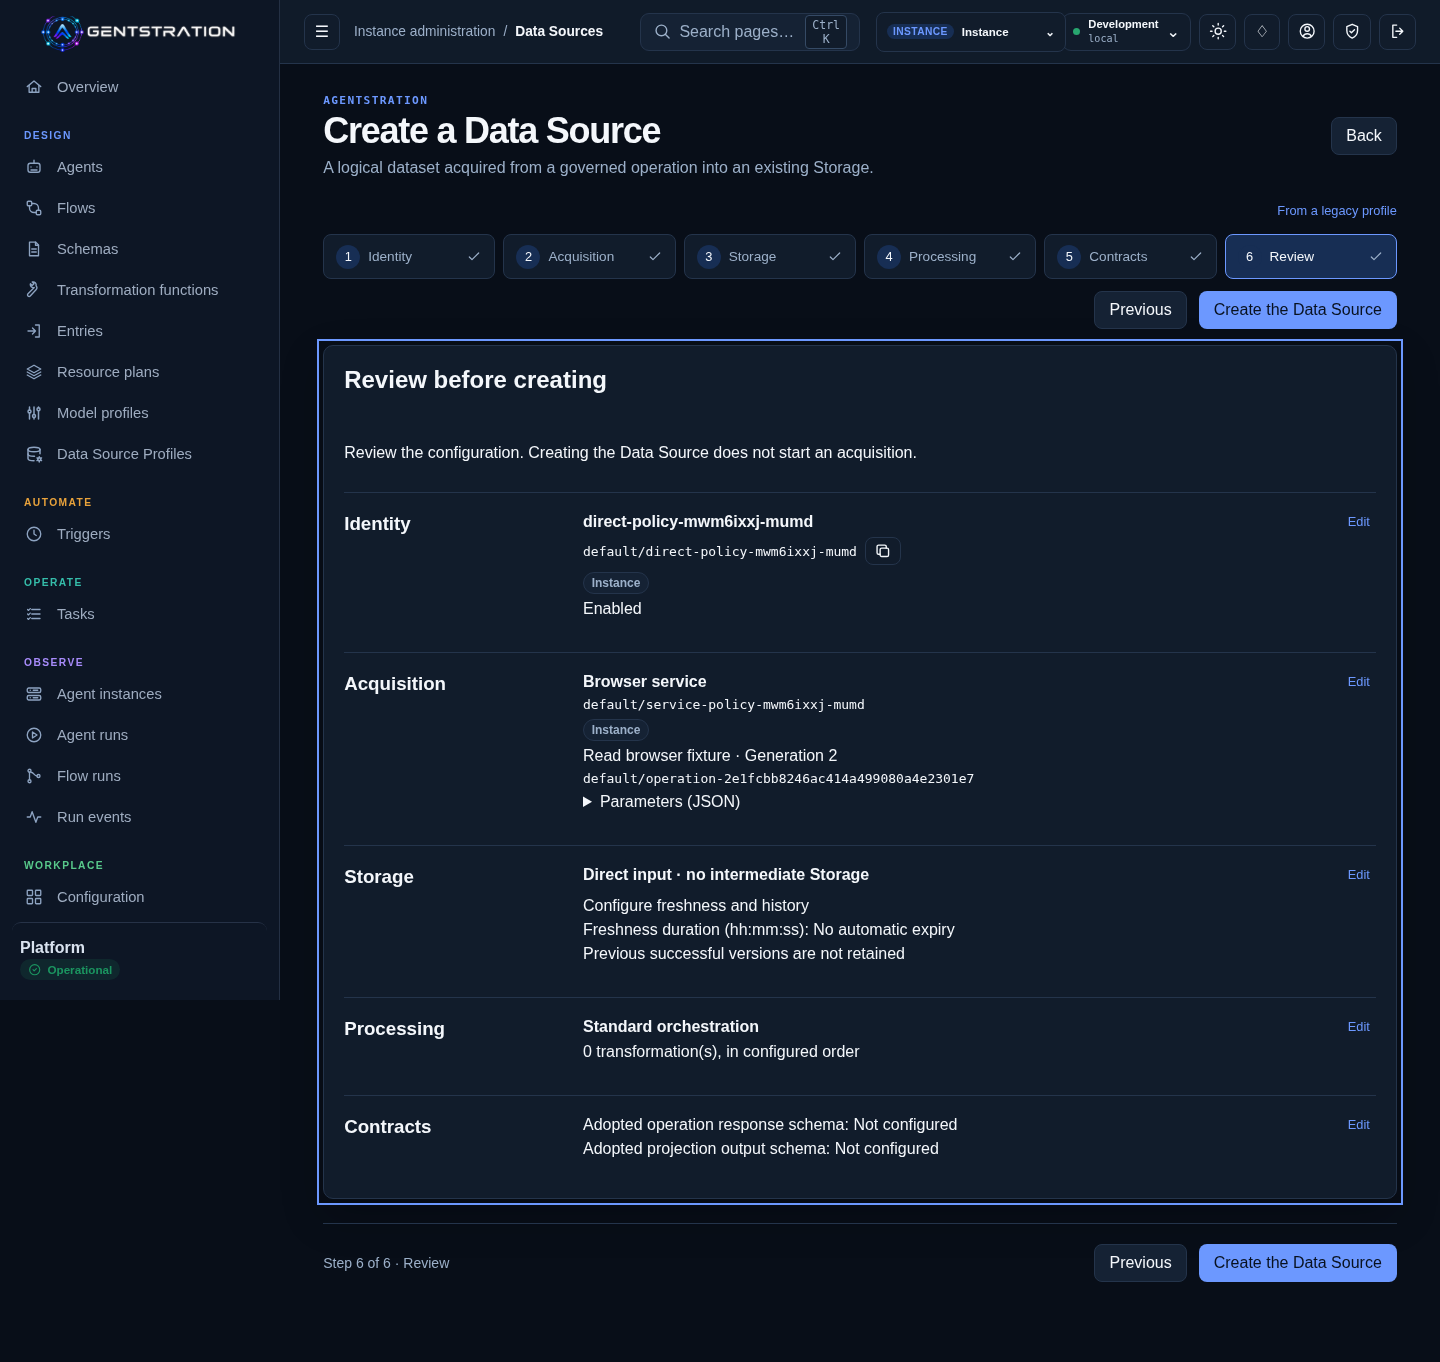 GENTSTRATION
☰
Instance administration / Data Sources
Search pages…
Ctrl K
INSTANCE Instance
Development
local
Overview
DESIGN
Agents
Flows
Schemas
Transformation functions
Entries
Resource plans
Model profiles
Data Source Profiles
AUTOMATE
Triggers
OPERATE
Tasks
OBSERVE
Agent instances
Agent runs
Flow runs
Run events
WORKPLACE
Configuration
Platform
Operational
AGENTSTRATION
Create a Data Source
A logical dataset acquired from a governed operation into an existing Storage.
Back
From a legacy profile
1 Identity
2 Acquisition
3 Storage
4 Processing
5 Contracts
6 Review
Previous
Create the Data Source
Review before creating
Review the configuration. Creating the Data Source does not start an acquisition.
Identity
direct-policy-mwm6ixxj-mumd
Edit
default/direct-policy-mwm6ixxj-mumd
Instance
Enabled
Acquisition
Browser service
Edit
default/service-policy-mwm6ixxj-mumd
Instance
Read browser fixture · Generation 2
default/operation-2e1fcbb8246ac414a499080a4e2301e7
Parameters (JSON)
Storage
Direct input · no intermediate Storage
Edit
Configure freshness and history
Freshness duration (hh:mm:ss): No automatic expiry
Previous successful versions are not retained
Processing
Standard orchestration
Edit
0 transformation(s), in configured order
Contracts
Adopted operation response schema: Not configured
Edit
Adopted projection output schema: Not configured
Step 6 of 6 · Review
Previous
Create the Data Source